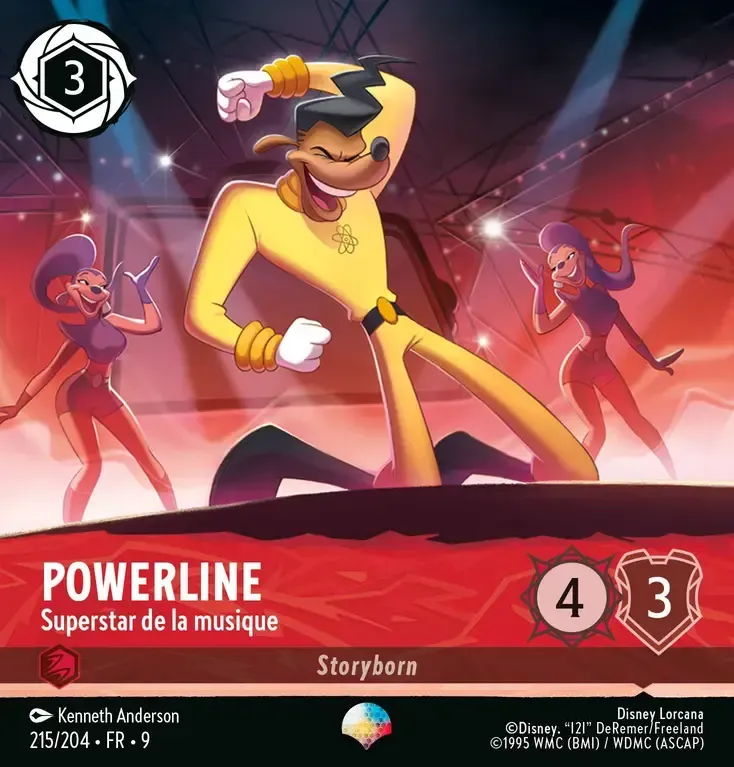 3
POWERLINE
Superstar de la musique
4
3
Storyborn
Kenneth Anderson
215/204 • FR • 9
Disney Lorcana
©Disney. “I2I” DeRemer/Freeland
©1995 WMC (BMI) / WDMC (ASCAP)